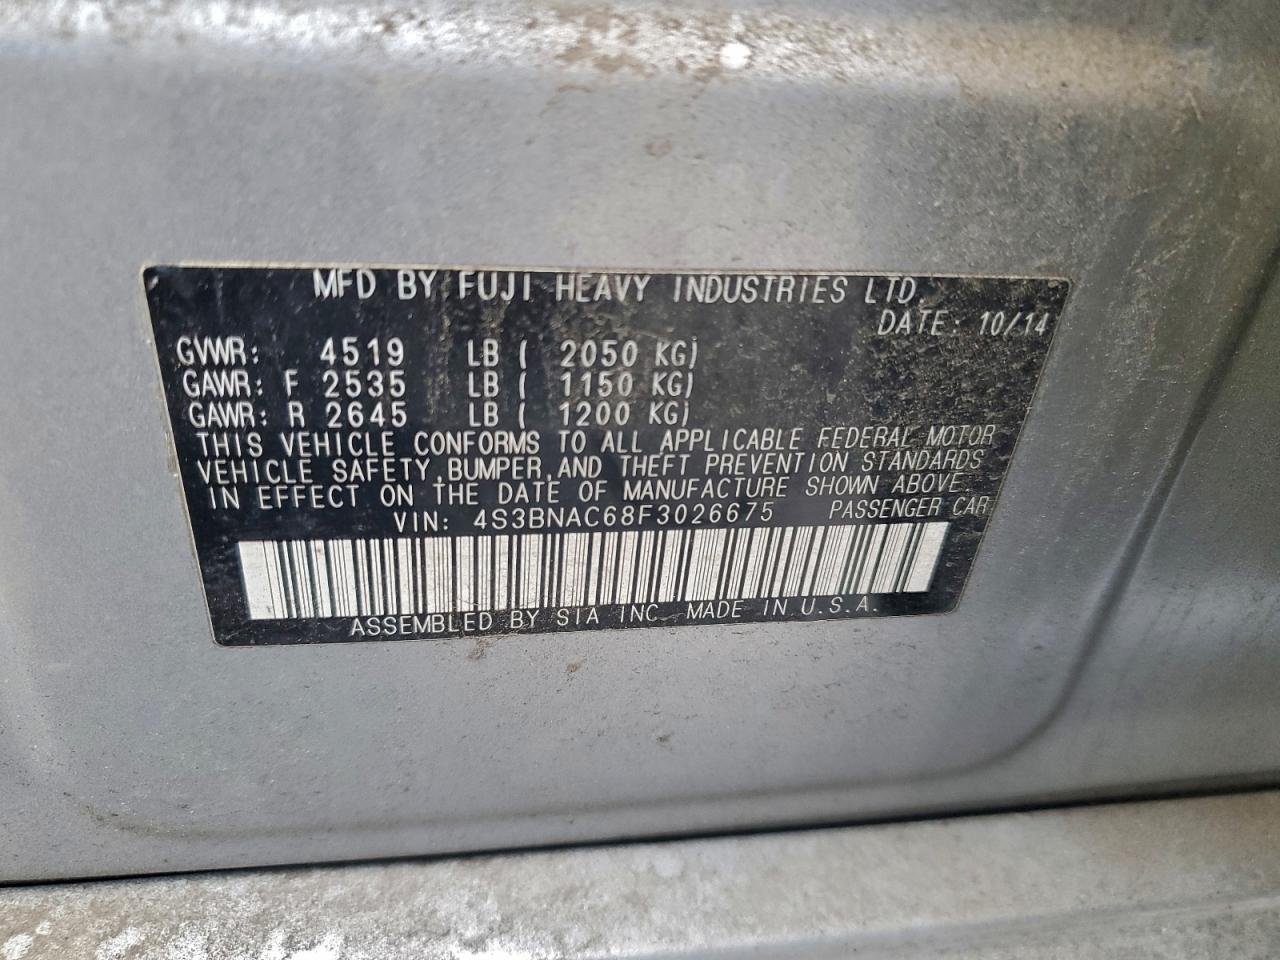 MFD BY FUJI HEAVY INDUSTRIES LTD.
DATE: 10/14
GVWR: 4519 LB ( 2050 KG)
GAWR: F 2535 LB ( 1150 KG)
GAWR: R 2645 LB ( 1200 KG)
THIS VEHICLE CONFORMS TO ALL APPLICABLE FEDERAL MOTOR
VEHICLE SAFETY,BUMPER,AND THEFT PREVENTION STANDARDS
IN EFFECT ON THE DATE OF MANUFACTURE SHOWN ABOVE
VIN: 4S3BNAC68F3026675 PASSENGER CAR
ASSEMBLED BY SIA INC. MADE IN U.S.A.